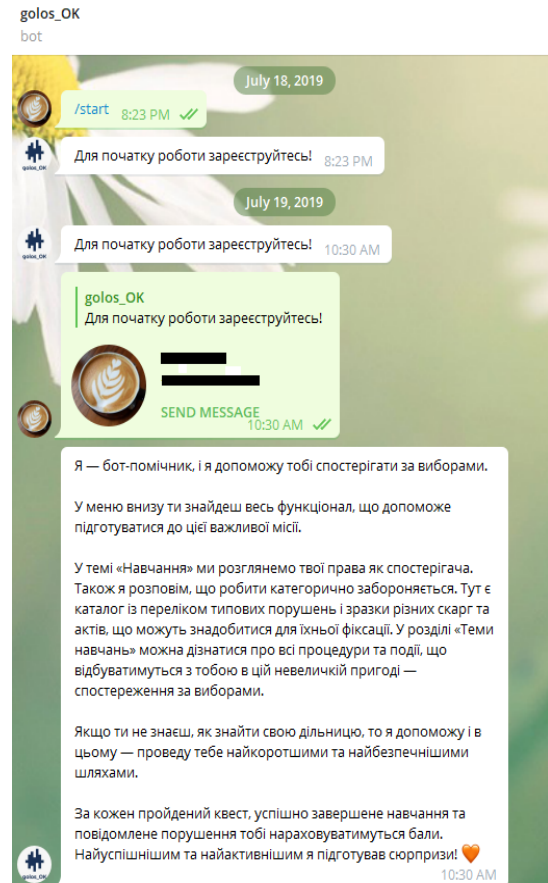 golos_OK
bot
July 18, 2019
/start 8:23 PM
Для початку роботи зареєструйтесь! 8:23 PM
golos_OK
July 19, 2019
Для початку роботи зареєструйтесь! 10:30 AM
golos_OK
golos_OK
Для початку роботи зареєструйтесь!
SEND MESSAGE
10:30 AM
Я — бот-помічник, і я допоможу тобі спостерігати за виборами.
У меню внизу ти знайдеш весь функціонал, що допоможе
підготуватися до цієї важливої місії.
У темі «Навчання» ми розглянемо твої права як спостерігача.
Також я розповім, що робити категорично забороняється. Тут є
каталог із переліком типових порушень і зразки різних скарг та
актів, що можуть знадобитися для їхньої фіксації. У розділі «Теми
навчань» можна дізнатися про всі процедури та події, що
відбуватимуться з тобою в цій невеличкій пригоді —
спостереження за виборами.
Якщо ти не знаєш, як знайти свою дільницю, то я допоможу і в
цьому — проведу тебе найкоротшими та найбезпечнішими
шляхами.
За кожен пройдений квест, успішно завершене навчання та
повідомлене порушення тобі нараховуватимуться бали.
Найуспішнішим та найактивнішим я підготував сюрпризи! 🧡
golos_OK
10:30 AM